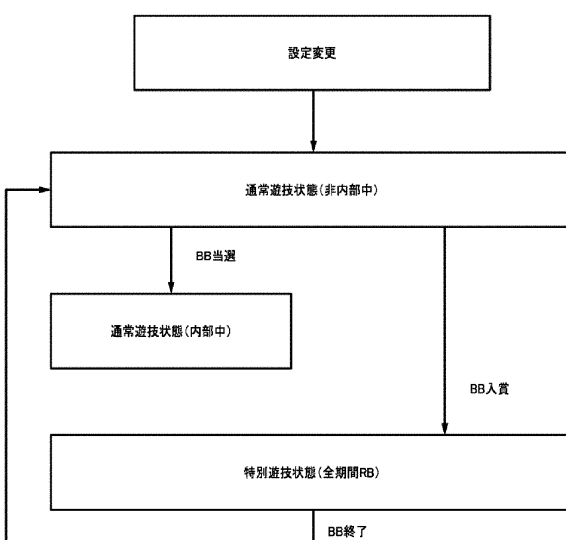 設定変更
通常遊技状態(非内部中)
BB当選
通常遊技状態(内部中)
BB入賞
特別遊技状態(全期間RB)
BB終了